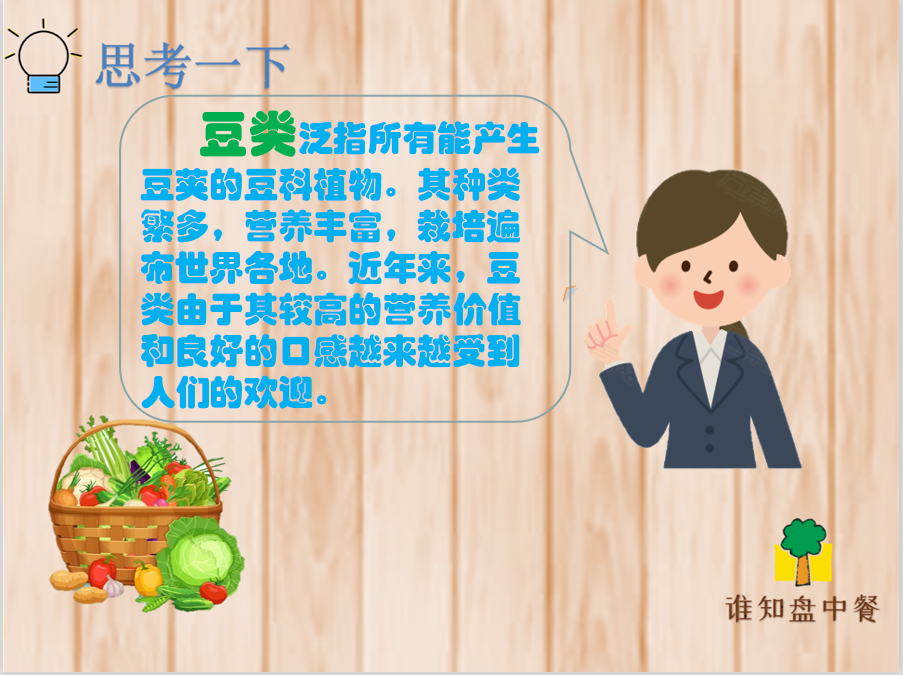 思考一下
豆类泛指所有能产生
豆荚的豆科植物。其种类
繁多，营养丰富，栽培遍
布世界各地。近年来，豆
类由于其较高的营养价值
和良好的口感越来越受到
人们的欢迎。
谁知盘中餐